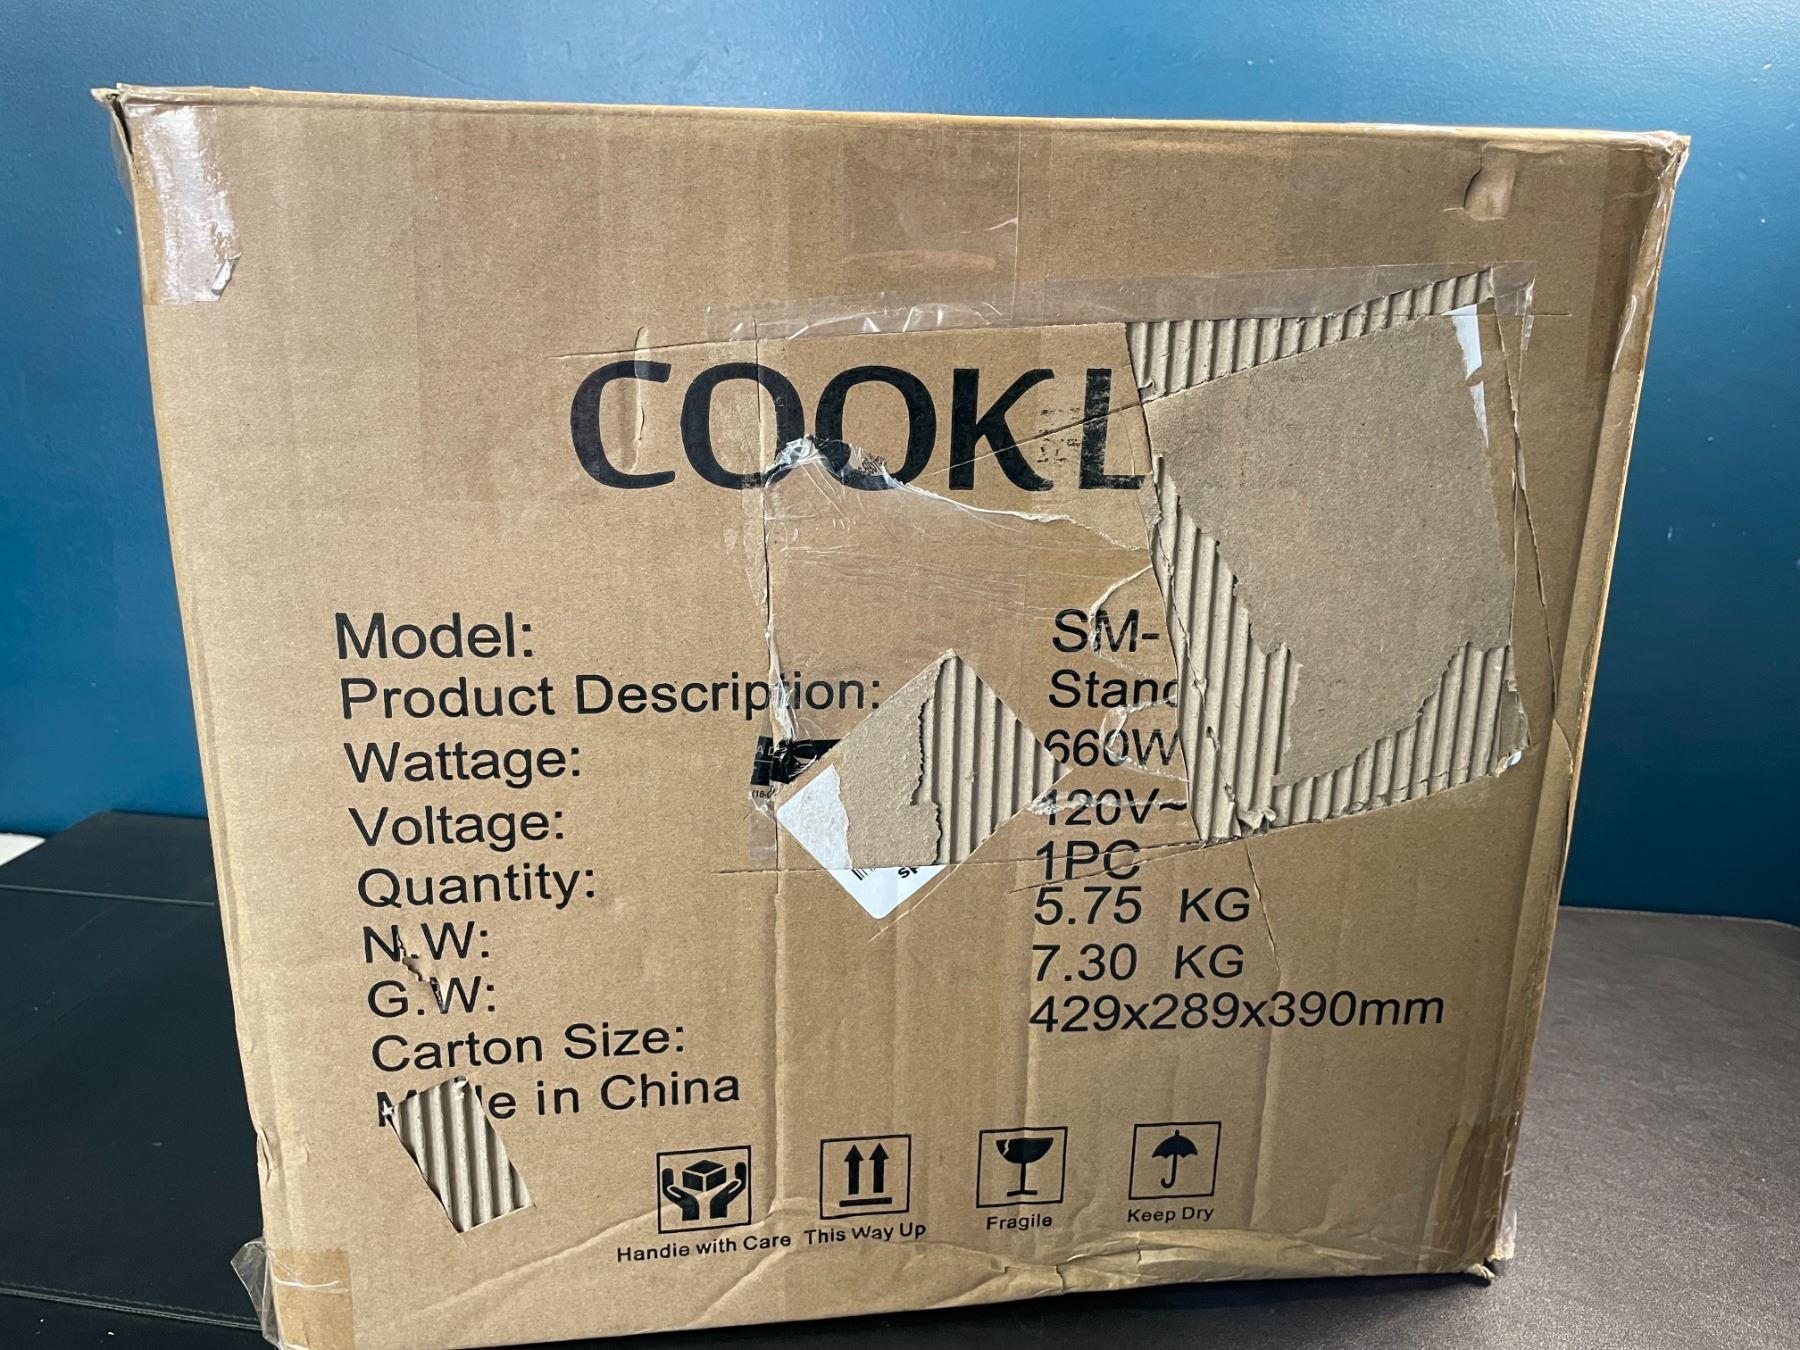 COOKL
Model: SM-
Product Description: Stand
Wattage: 660W
Voltage: 120V~
Quantity: 1PC
N.W: 5.75 KG
G.W: 7.30 KG
Carton Size: 429x289x390mm
in China
Handie with Care This Way Up Fragile Keep Dry